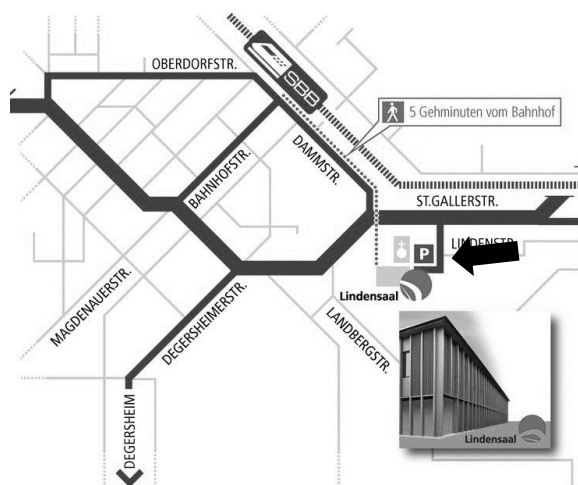 OBERDORFSTR.
SBB
5 Gehminuten vom Bahnhof
DAMMSTR.
BAHNHOFSTR.
ST.GALLERSTR.
LINDENSTR.
P
Lindensaal
MAGDENAUERSTR.
DEGERSHEIMERSTR.
LANDBERGSTR.
DEGERSHEIM
Lindensaal